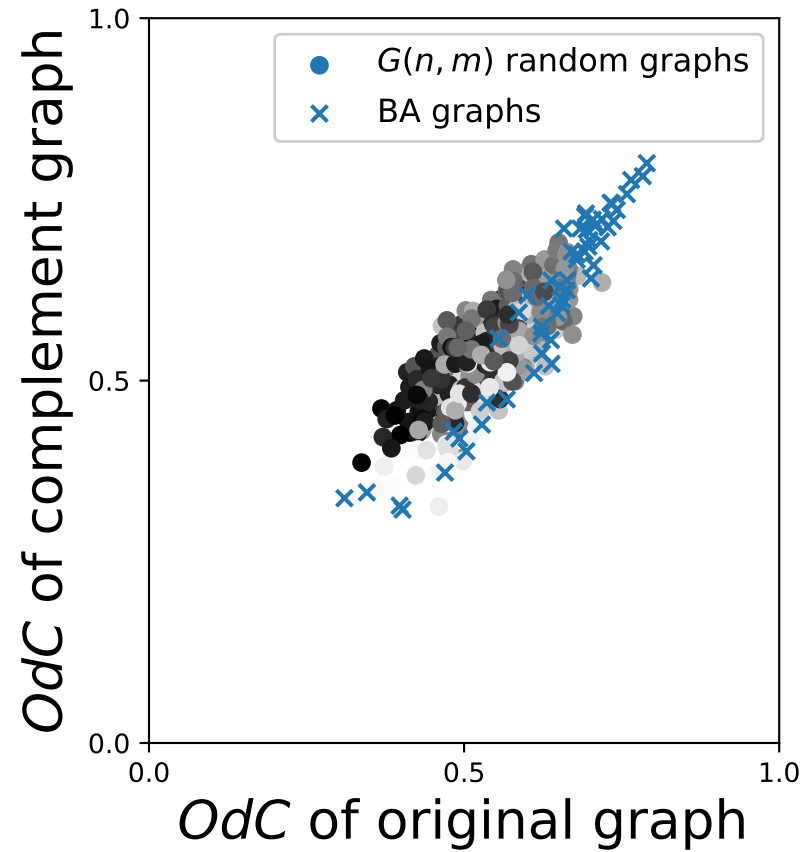 OdC of complement graph
1.0
0.5
0.0
G(n, m) random graphs
BA graphs
0.0 0.5 1.0
OdC of original graph